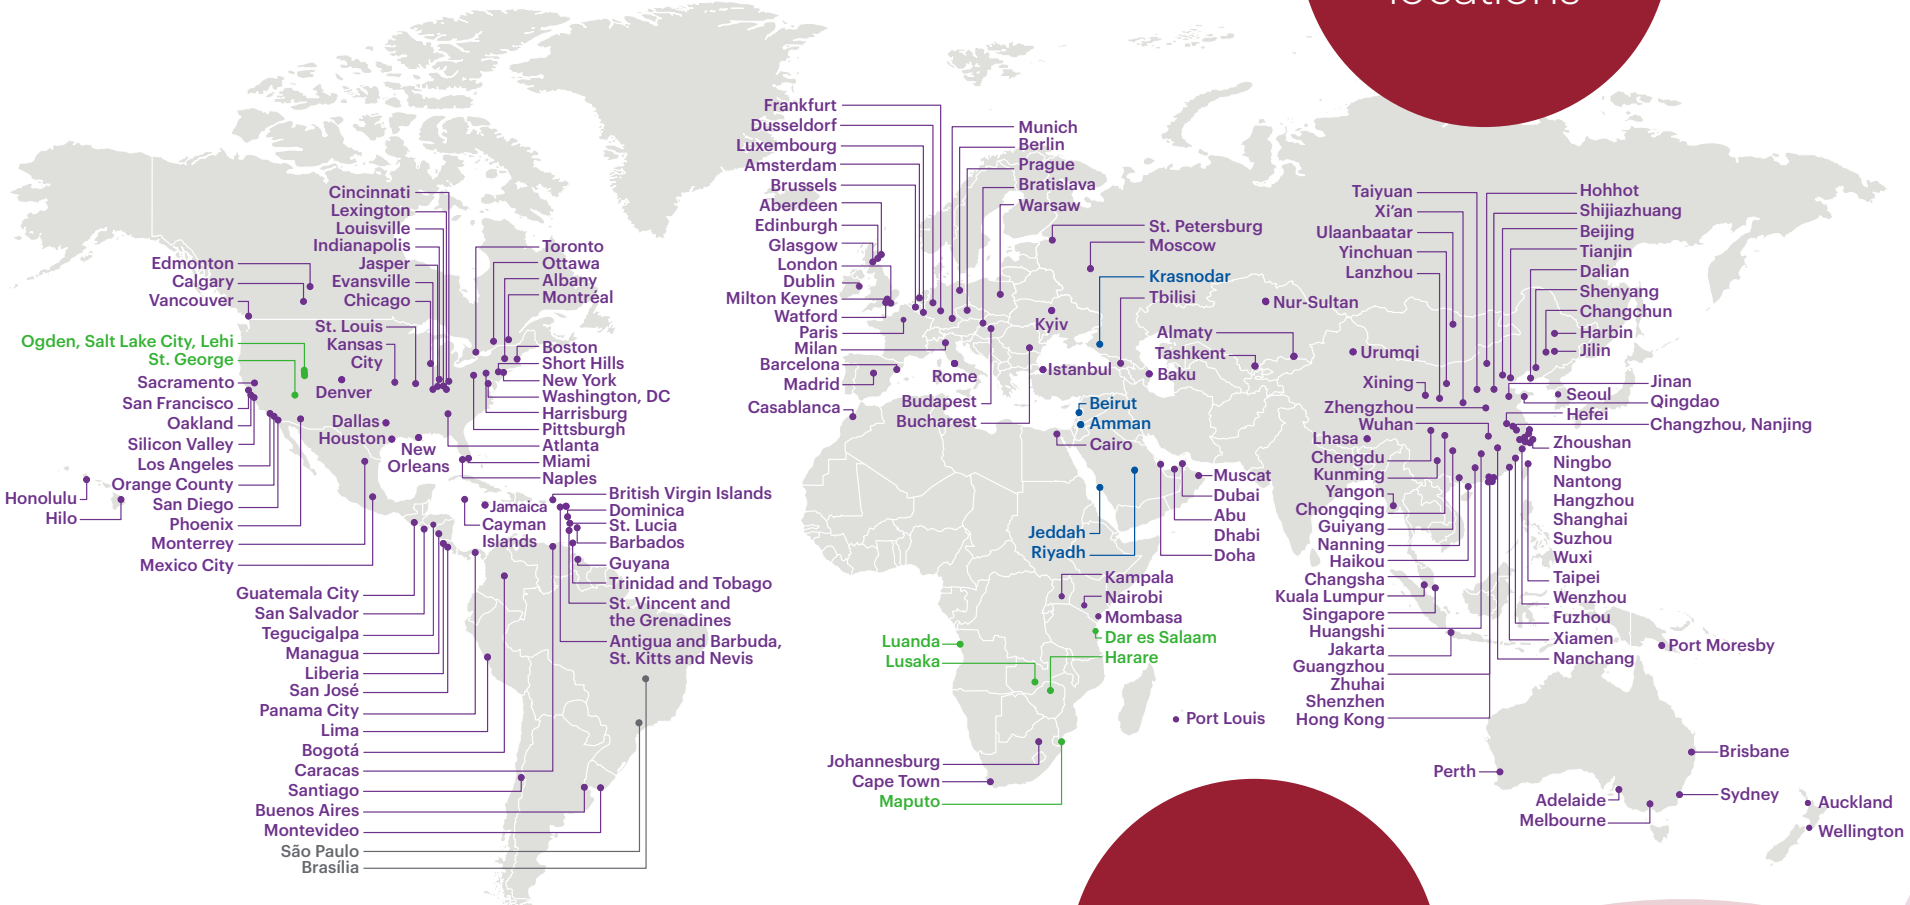 locations
Cincinnati
Lexington
Louisville
Indianapolis
Jasper
Evansville
Chicago
St. Louis
Kansas
City
Denver
Dallas
Houston
New
Orleans
Edmonton
Calgary
Vancouver
Ogden, Salt Lake City, Lehi
St. George
Sacramento
San Francisco
Oakland
Silicon Valley
Los Angeles
Orange County
San Diego
Phoenix
Monterrey
Mexico City
Honolulu
Hilo
Toronto
Ottawa
Albany
Montréal
Boston
Short Hills
New York
Washington, DC
Harrisburg
Pittsburgh
Atlanta
Miami
Naples
British Virgin Islands
Jamaica
Cayman
Islands
Dominica
St. Lucia
Barbados
Guyana
Trinidad and Tobago
St. Vincent and
the Grenadines
Antigua and Barbuda,
St. Kitts and Nevis
Guatemala City
San Salvador
Tegucigalpa
Managua
Liberia
San José
Panama City
Lima
Bogotá
Caracas
Santiago
Buenos Aires
Montevideo
São Paulo
Brasília
Frankfurt
Dusseldorf
Luxembourg
Amsterdam
Brussels
Aberdeen
Edinburgh
Glasgow
London
Dublin
Milton Keynes
Watford
Paris
Milan
Barcelona
Madrid
Casablanca
Rome
Budapest
Bucharest
Munich
Berlin
Prague
Bratislava
Warsaw
St. Petersburg
Moscow
Krasnodar
Tbilisi
Kyiv
Istanbul
Nur-Sultan
Almaty
Tashkent
Baku
Beirut
Amman
Cairo
Jeddah
Riyadh
Muscat
Dubai
Abu
Dhabi
Doha
Kampala
Nairobi
Mombasa
Dar es Salaam
Harare
Luanda
Lusaka
Port Louis
Johannesburg
Cape Town
Maputo
Taiyuan
Xi’an
Ulaanbaatar
Yinchuan
Lanzhou
Urumqi
Xining
Zhengzhou
Wuhan
Lhasa
Chengdu
Kunming
Yangon
Chongqing
Guiyang
Nanning
Haikou
Changsha
Kuala Lumpur
Singapore
Huangshi
Jakarta
Guangzhou
Zhuhai
Shenzhen
Hong Kong
Hohhot
Shijiazhuang
Beijing
Tianjin
Dalian
Shenyang
Changchun
Harbin
Jilin
Jinan
Seoul
Qingdao
Hefei
Changzhou, Nanjing
Zhoushan
Ningbo
Nantong
Hangzhou
Shanghai
Suzhou
Wuxi
Taipei
Wenzhou
Fuzhou
Xiamen
Nanchang
Port Moresby
Perth
Brisbane
Adelaide
Melbourne
Sydney
Auckland
Wellington